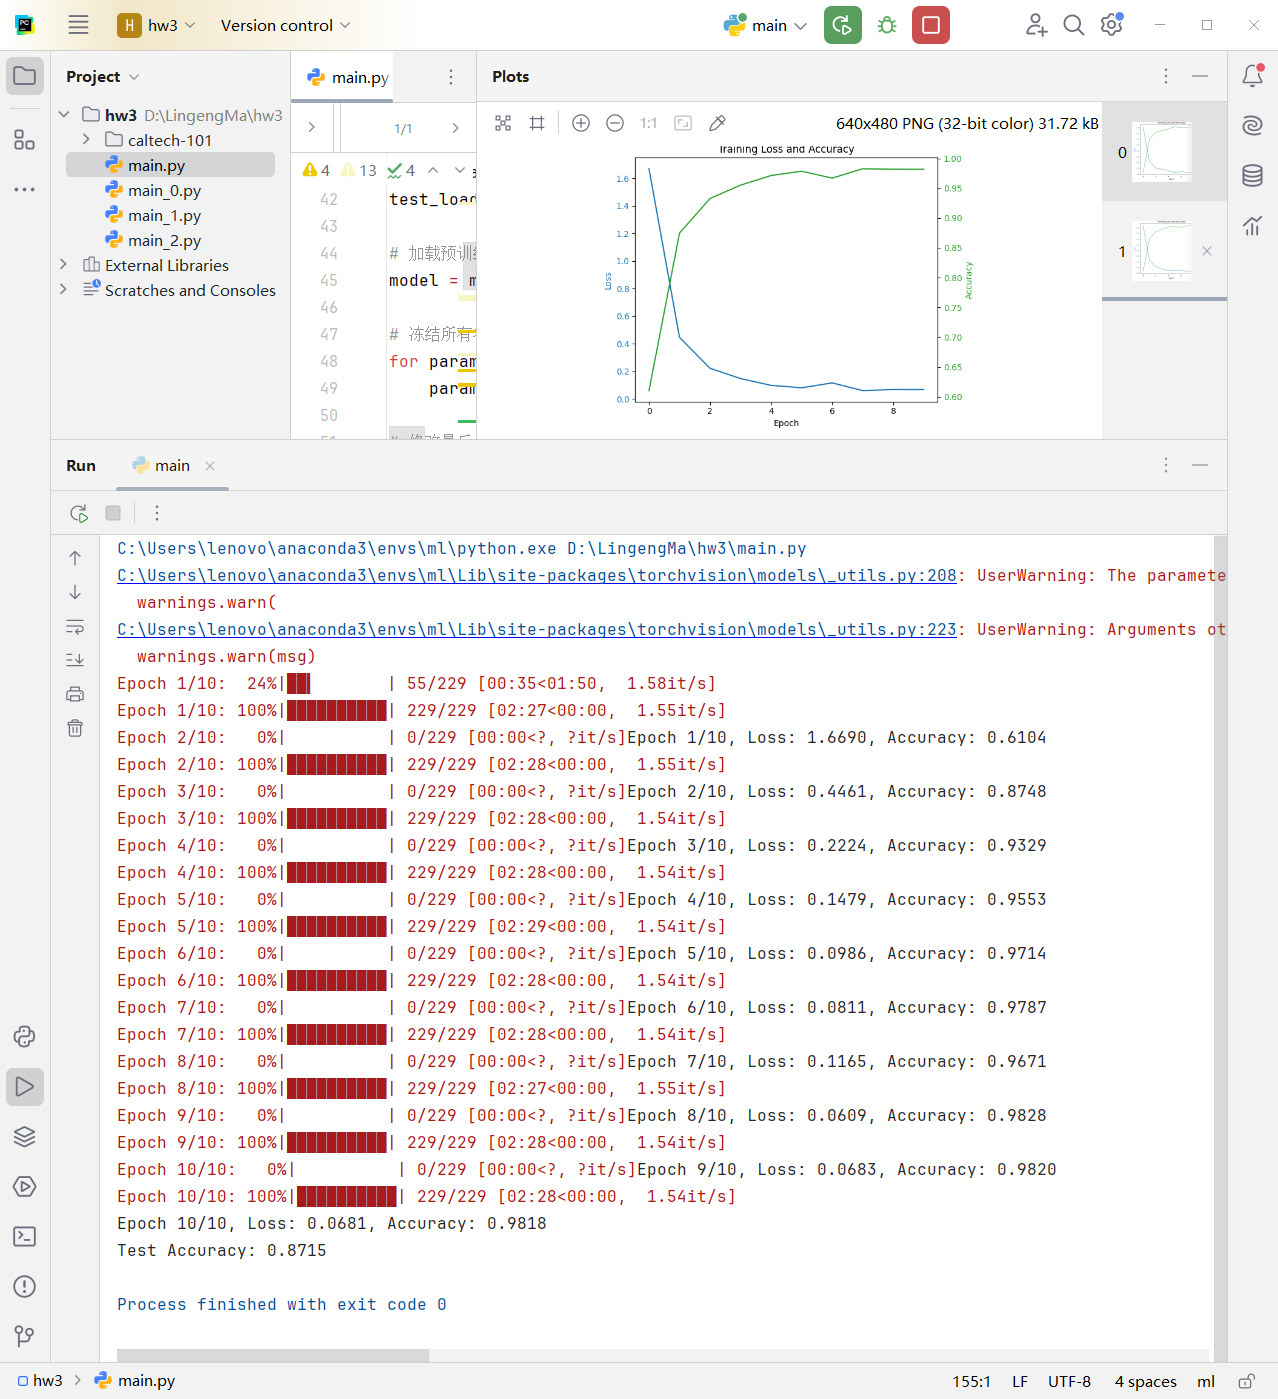 H hw3 Version control main
Project
main.py
Plots
hw3 D:\LingengMa\hw3
caltech-101
main.py
main_0.py
main_1.py
main_2.py
External Libraries
Scratches and Consoles
1/1
4 13 4
42 test_load
43
44 # 加载预训
45 model = m
46
47 # 冻结所有
48 for param
49 param
50
1:1
640x480 PNG (32-bit color) 31.72 kB
Training Loss and Accuracy
1.6
1.4
1.2
1.0
0.8
0.6
0.4
0.2
0.0
Loss
0 2 4 6 8
Epoch
1.00
0.95
0.90
0.85
0.80
0.75
0.70
0.65
0.60
Accuracy
0
1
Run main
C:\Users\lenovo\anaconda3\envs\ml\python.exe D:\LingengMa\hw3\main.py
C:\Users\lenovo\anaconda3\envs\ml\Lib\site-packages\torchvision\models\_utils.py:208: UserWarning: The paramete
warnings.warn(
C:\Users\lenovo\anaconda3\envs\ml\Lib\site-packages\torchvision\models\_utils.py:223: UserWarning: Arguments ot
warnings.warn(msg)
Epoch 1/10:  24%|██▍       | 55/229 [00:35<01:50,  1.58it/s]
Epoch 1/10: 100%|██████████| 229/229 [02:27<00:00,  1.55it/s]
Epoch 2/10:   0%|          | 0/229 [00:00<?, ?it/s]Epoch 1/10, Loss: 1.6690, Accuracy: 0.6104
Epoch 2/10: 100%|██████████| 229/229 [02:28<00:00,  1.55it/s]
Epoch 3/10:   0%|          | 0/229 [00:00<?, ?it/s]Epoch 2/10, Loss: 0.4461, Accuracy: 0.8748
Epoch 3/10: 100%|██████████| 229/229 [02:28<00:00,  1.54it/s]
Epoch 4/10:   0%|          | 0/229 [00:00<?, ?it/s]Epoch 3/10, Loss: 0.2224, Accuracy: 0.9329
Epoch 4/10: 100%|██████████| 229/229 [02:28<00:00,  1.54it/s]
Epoch 5/10:   0%|          | 0/229 [00:00<?, ?it/s]Epoch 4/10, Loss: 0.1479, Accuracy: 0.9553
Epoch 5/10: 100%|██████████| 229/229 [02:29<00:00,  1.54it/s]
Epoch 6/10:   0%|          | 0/229 [00:00<?, ?it/s]Epoch 5/10, Loss: 0.0986, Accuracy: 0.9714
Epoch 6/10: 100%|██████████| 229/229 [02:28<00:00,  1.54it/s]
Epoch 7/10:   0%|          | 0/229 [00:00<?, ?it/s]Epoch 6/10, Loss: 0.0811, Accuracy: 0.9787
Epoch 7/10: 100%|██████████| 229/229 [02:28<00:00,  1.54it/s]
Epoch 8/10:   0%|          | 0/229 [00:00<?, ?it/s]Epoch 7/10, Loss: 0.1165, Accuracy: 0.9671
Epoch 8/10: 100%|██████████| 229/229 [02:27<00:00,  1.55it/s]
Epoch 9/10:   0%|          | 0/229 [00:00<?, ?it/s]Epoch 8/10, Loss: 0.0609, Accuracy: 0.9828
Epoch 9/10: 100%|██████████| 229/229 [02:28<00:00,  1.54it/s]
Epoch 10/10:   0%|          | 0/229 [00:00<?, ?it/s]Epoch 9/10, Loss: 0.0683, Accuracy: 0.9820
Epoch 10/10: 100%|██████████| 229/229 [02:28<00:00,  1.54it/s]
Epoch 10/10, Loss: 0.0681, Accuracy: 0.9818
Test Accuracy: 0.8715
Process finished with exit code 0
hw3 main.py 155:1 LF UTF-8 4 spaces ml